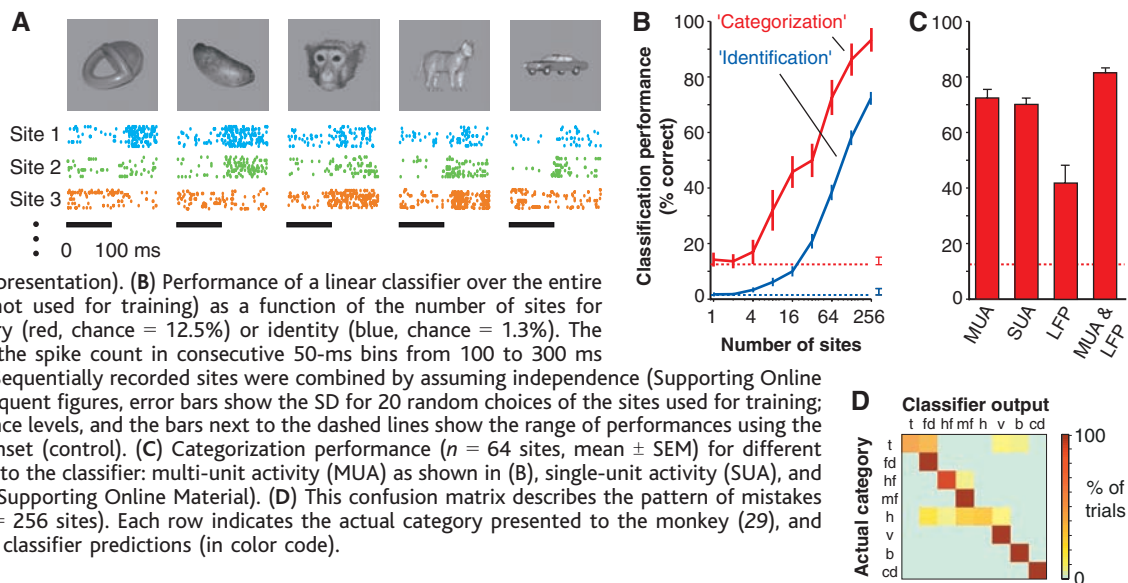 A
Site 1
Site 2
Site 3
0 100 ms
B
100
80
60
40
20
0
Classification performance
(% correct)
'Categorization'
'Identification'
1 4 16 64 256
Number of sites
C
100
80
60
40
20
0
MUA
SUA
LFP
MUA &
LFP
presentation). (B) Performance of a linear classifier over the entire
not used for training) as a function of the number of sites for
ry (red, chance = 12.5%) or identity (blue, chance = 1.3%). The
the spike count in consecutive 50-ms bins from 100 to 300 ms
Sequentially recorded sites were combined by assuming independence (Supporting Online
quent figures, error bars show the SD for 20 random choices of the sites used for training;
ce levels, and the bars next to the dashed lines show the range of performances using the
nset (control). (C) Categorization performance (n = 64 sites, mean ± SEM) for different
to the classifier: multi-unit activity (MUA) as shown in (B), single-unit activity (SUA), and
Supporting Online Material). (D) This confusion matrix describes the pattern of mistakes
= 256 sites). Each row indicates the actual category presented to the monkey (29), and
classifier predictions (in color code).
D
Classifier output
t fd hf mf h v b cd
Actual category
t
fd
hf
mf
h
v
b
cd
100
% of
trials
0